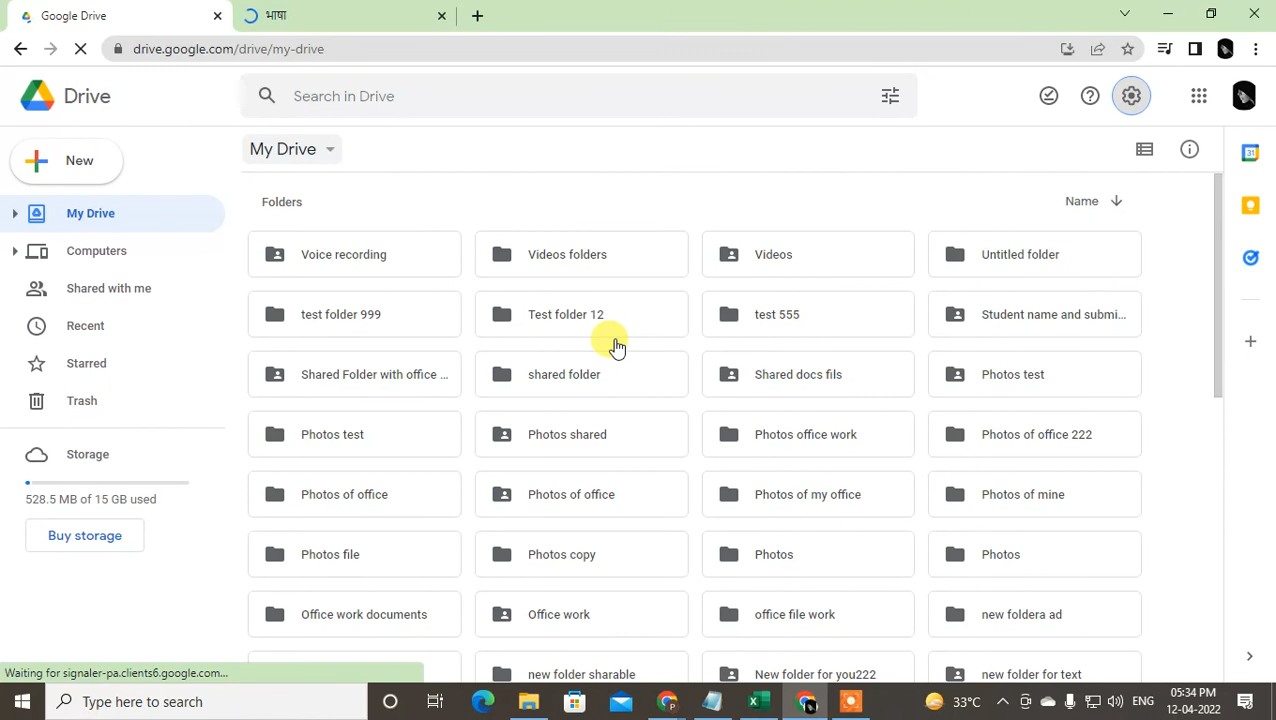 Google Drive
भाषा
drive.google.com/drive/my-drive
Drive
Search in Drive
New
My Drive
My Drive
Computers
Shared with me
Recent
Starred
Trash
Storage
528.5 MB of 15 GB used
Buy storage
Folders
Name
Voice recording
Videos folders
Videos
Untitled folder
test folder 999
Test folder 12
test 555
Student name and submi...
Shared Folder with office ...
shared folder
Shared docs fils
Photos test
Photos test
Photos shared
Photos office work
Photos of office 222
Photos of office
Photos of office
Photos of my office
Photos of mine
Photos file
Photos copy
Photos
Photos
Office work documents
Office work
office file work
new foldera ad
new folder sharable
New folder for you222
new folder for text
31
Waiting for signaler-pa.clients6.google.com...
Type here to search
33°C
ENG
05:34 PM
12-04-2022